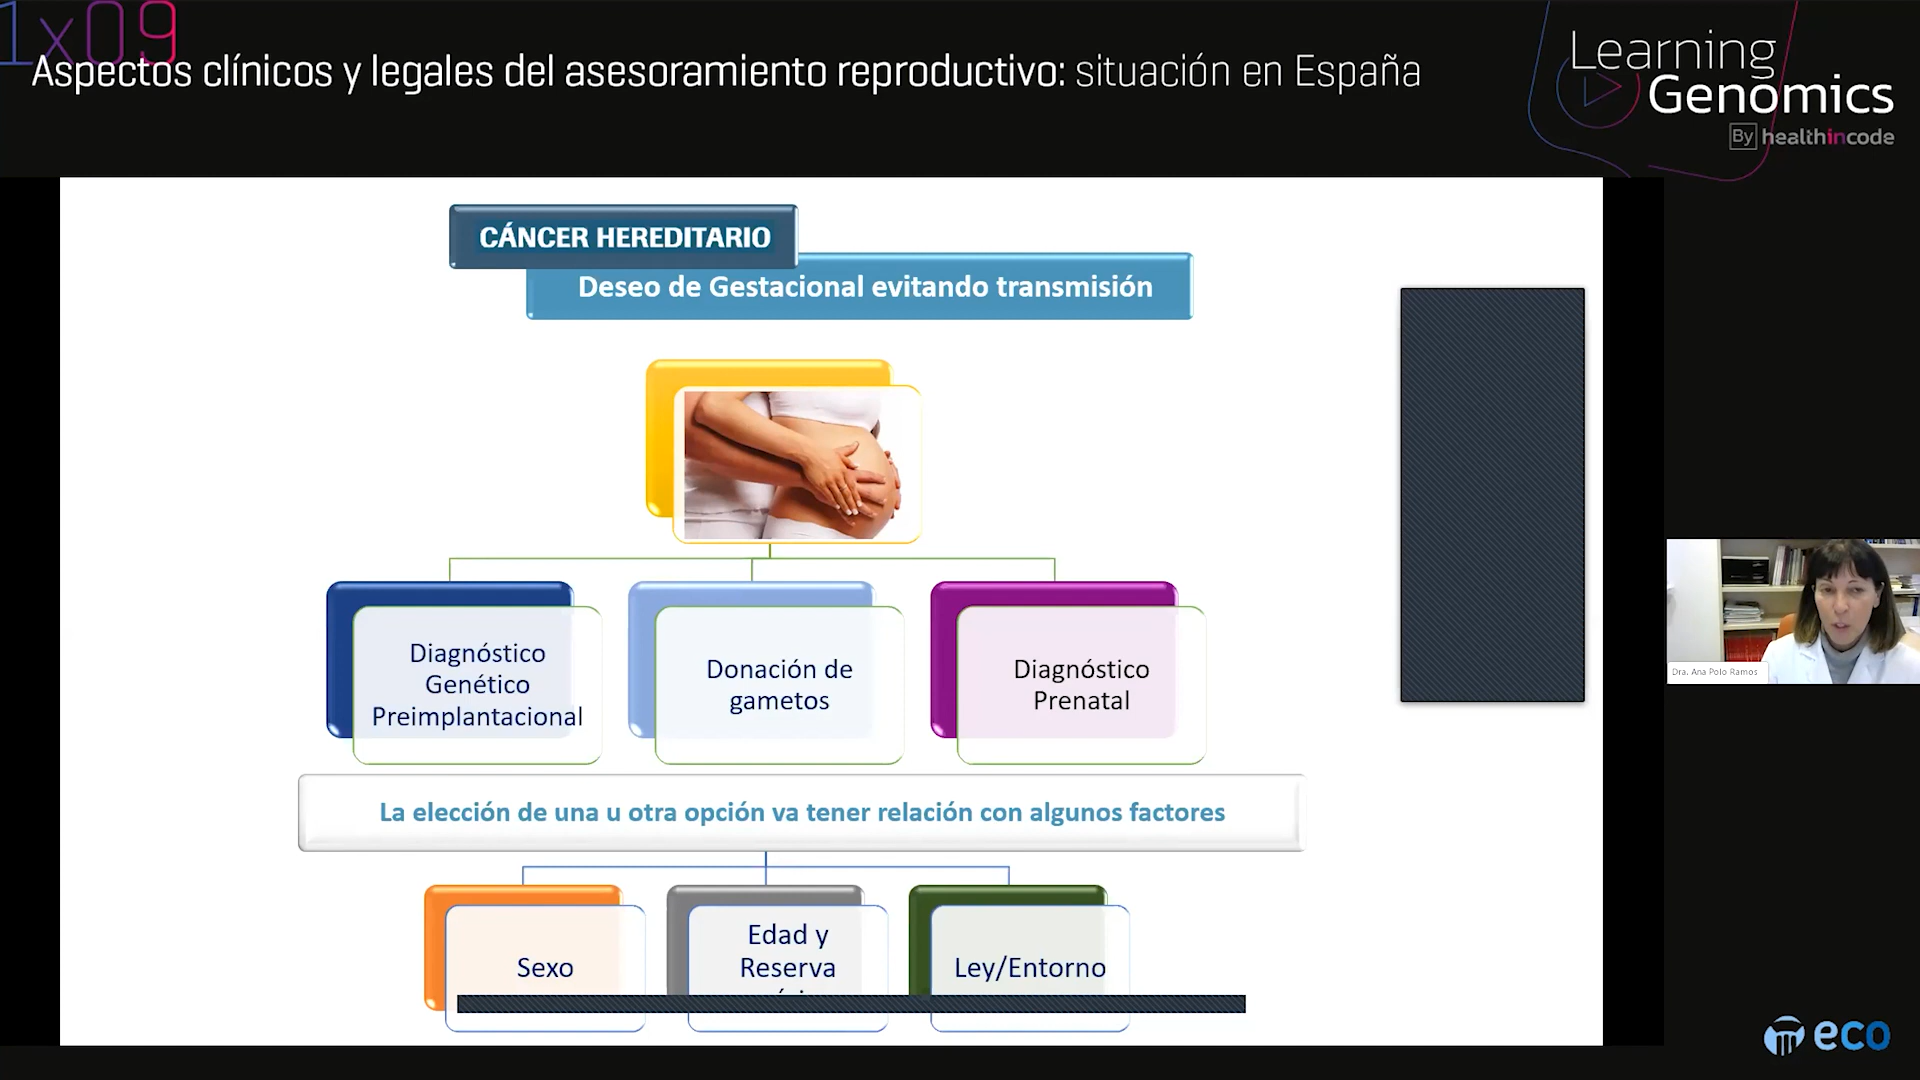 1x09
Aspectos clínicos y legales del asesoramiento reproductivo: situación en España
Learning
Genomics
By healthincode
CÁNCER HEREDITARIO
Deseo de Gestacional evitando transmisión
Diagnóstico
Genético
Preimplantacional
Donación de
gametos
Diagnóstico
Prenatal
La elección de una u otra opción va tener relación con algunos factores
Sexo
Edad y
Reserva
Ley/Entorno
Dra. Ana Polo Ramos
eco